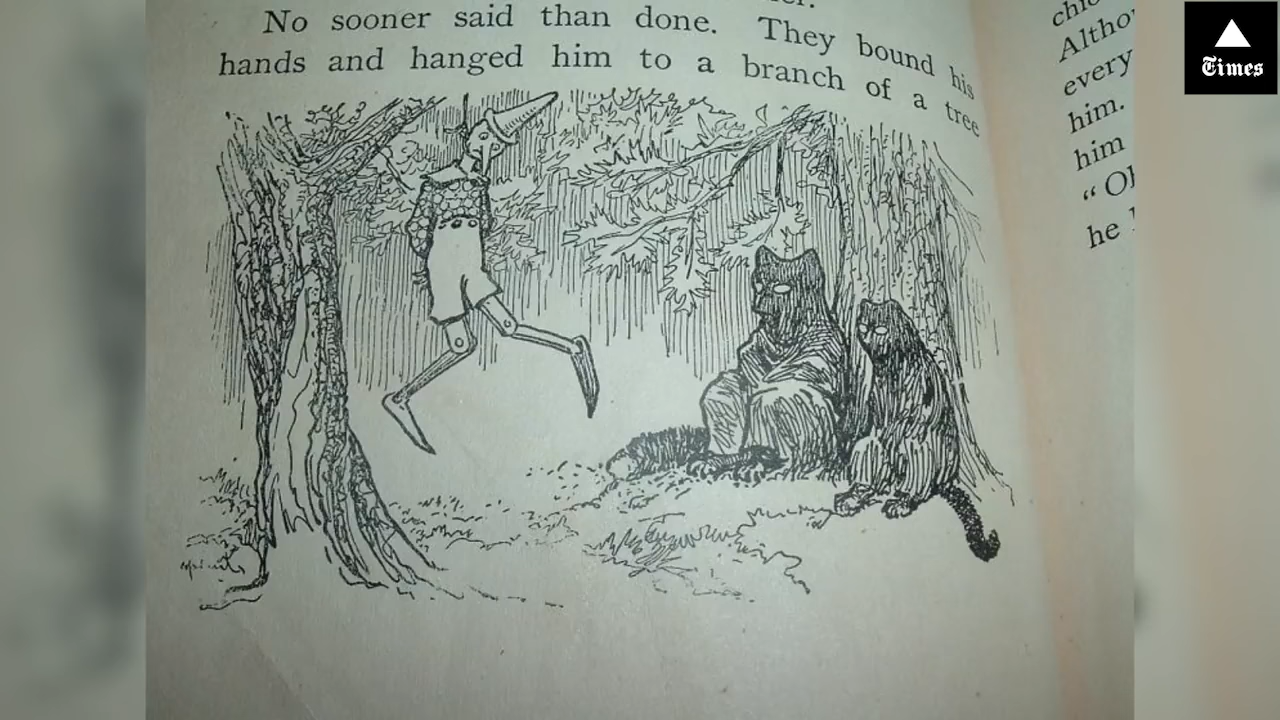 No sooner said than done. They bound his
hands and hanged him to a branch of a tree
Altho
every
him.
him
“ Ol
he
Times